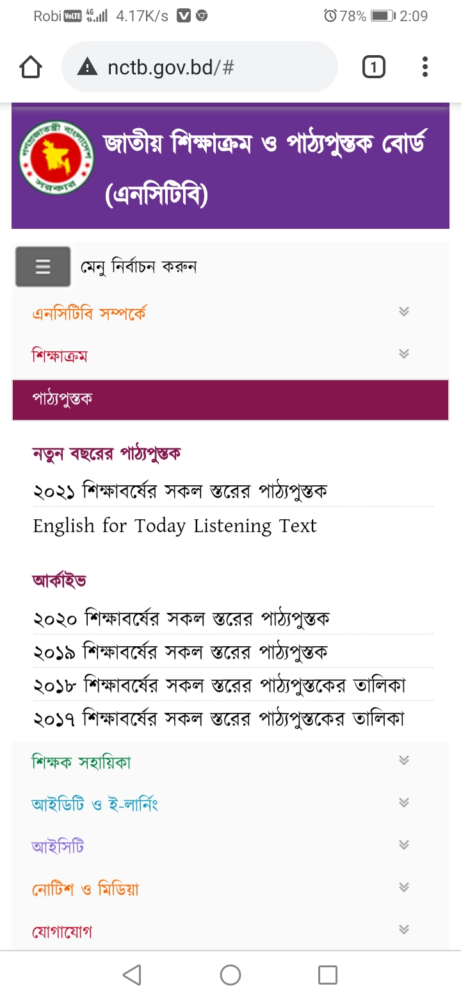 Robi VoLTE 4G 4.17K/s 78% 2:09
nctb.gov.bd/#
1
গণপ্রজাতন্ত্রী বাংলাদেশ
সরকার
জাতীয় শিক্ষাক্রম ও পাঠ্যপুস্তক বোর্ড
(এনসিটিবি)
মেনু নির্বাচন করুন
এনসিটিবি সম্পর্কে
শিক্ষাক্রম
পাঠ্যপুস্তক
নতুন বছরের পাঠ্যপুস্তক
২০২১ শিক্ষাবর্ষের সকল স্তরের পাঠ্যপুস্তক
English for Today Listening Text
আর্কাইভ
২০২০ শিক্ষাবর্ষের সকল স্তরের পাঠ্যপুস্তক
২০১৯ শিক্ষাবর্ষের সকল স্তরের পাঠ্যপুস্তক
২০১৮ শিক্ষাবর্ষের সকল স্তরের পাঠ্যপুস্তকের তালিকা
২০১৭ শিক্ষাবর্ষের সকল স্তরের পাঠ্যপুস্তকের তালিকা
শিক্ষক সহায়িকা
আইডিটি ও ই-লার্নিং
আইসিটি
নোটিশ ও মিডিয়া
যোগাযোগ